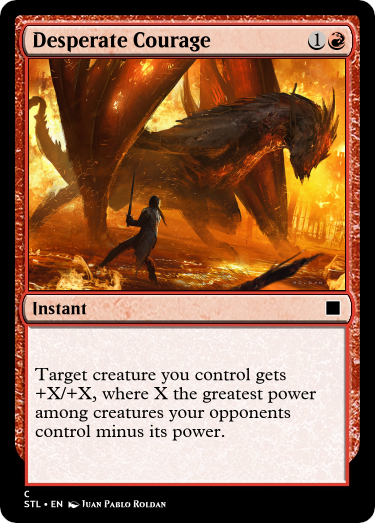 Desperate Courage 1
Instant
Target creature you control gets
+X/+X, where X the greatest power
among creatures your opponents
control minus its power.
C
STL • EN Juan Pablo Roldan